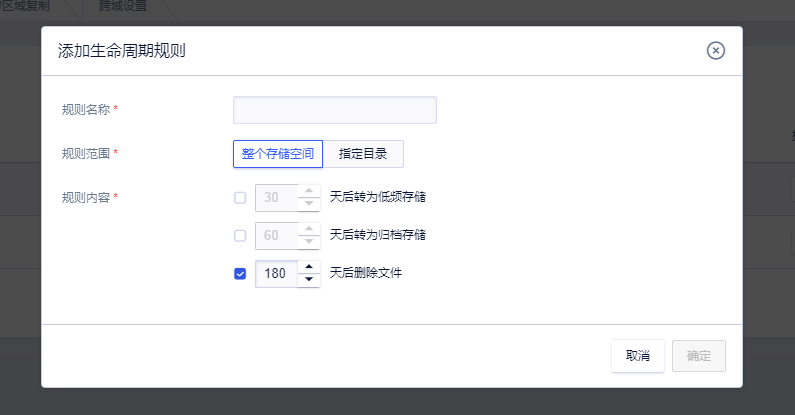 区域复制 跨域设置
添加生命周期规则
规则名称 *
规则范围 * 整个存储空间 指定目录
规则内容 * 30 天后转为低频存储
60 天后转为归档存储
180 天后删除文件
取消 确定